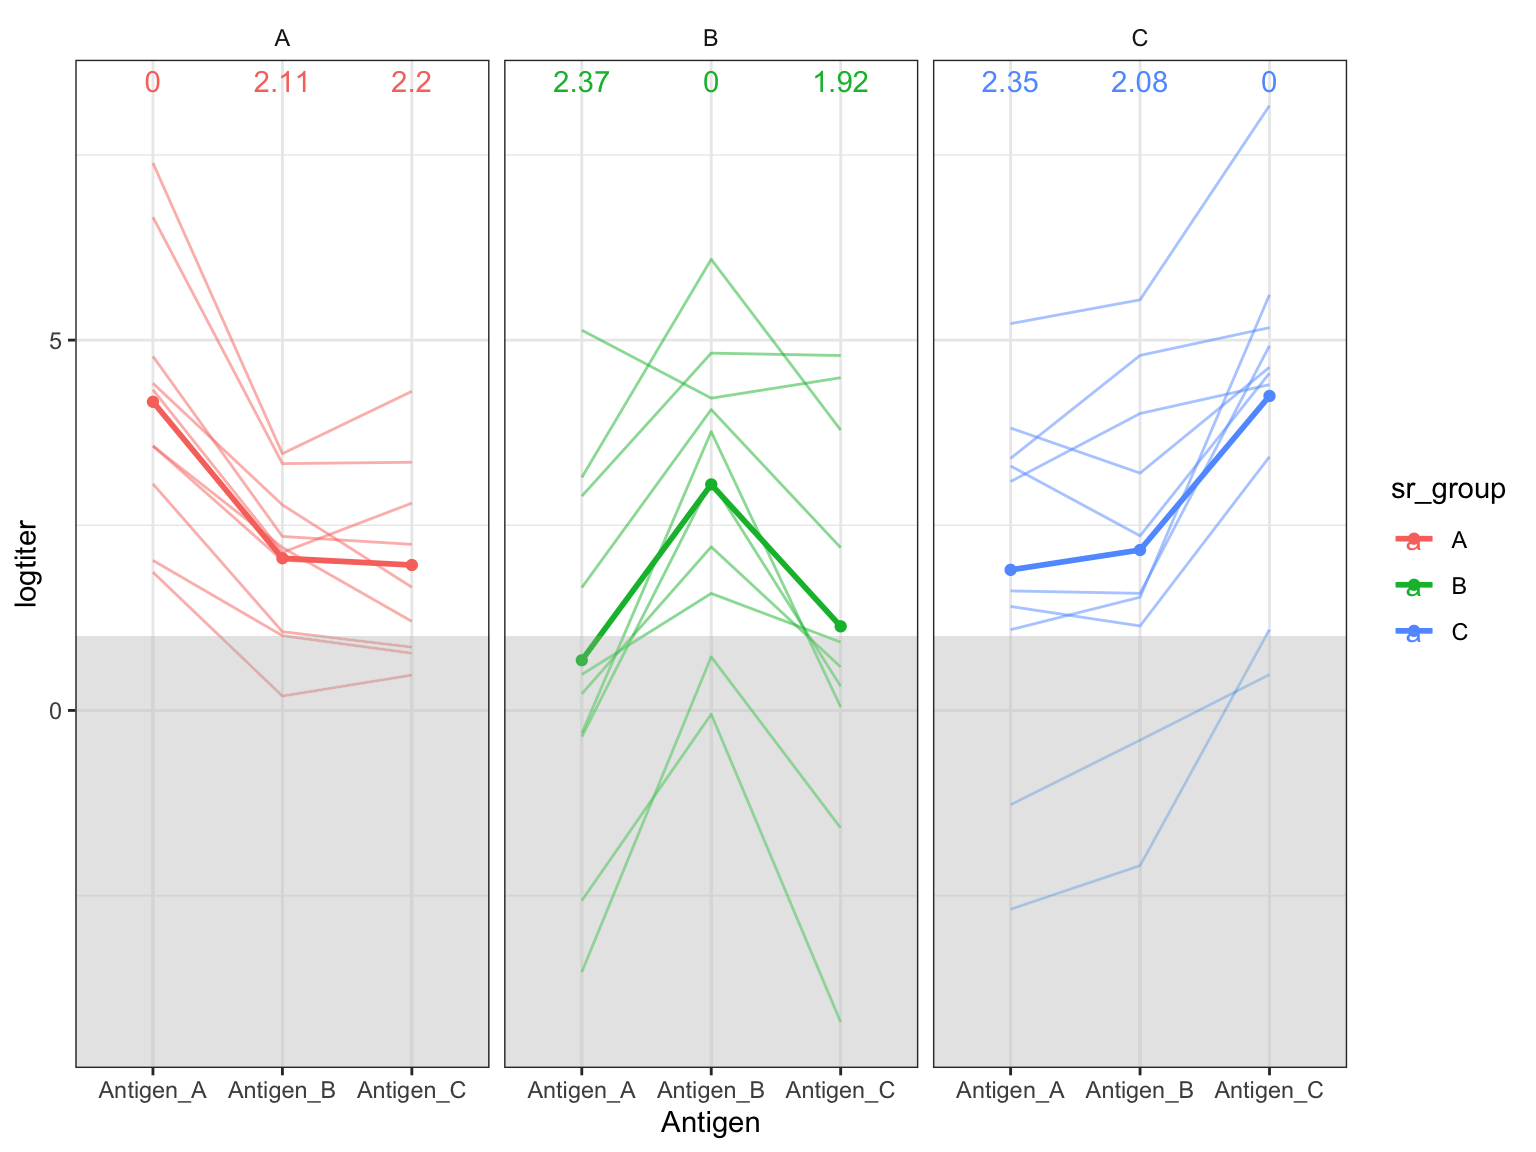 A B C
0 2.11 2.2 2.37 0 1.92 2.35 2.08 0
5
0
logtiter
Antigen_A Antigen_B Antigen_C Antigen_A Antigen_B Antigen_C Antigen_A Antigen_B Antigen_C
Antigen
sr_group
a A
a B
a C